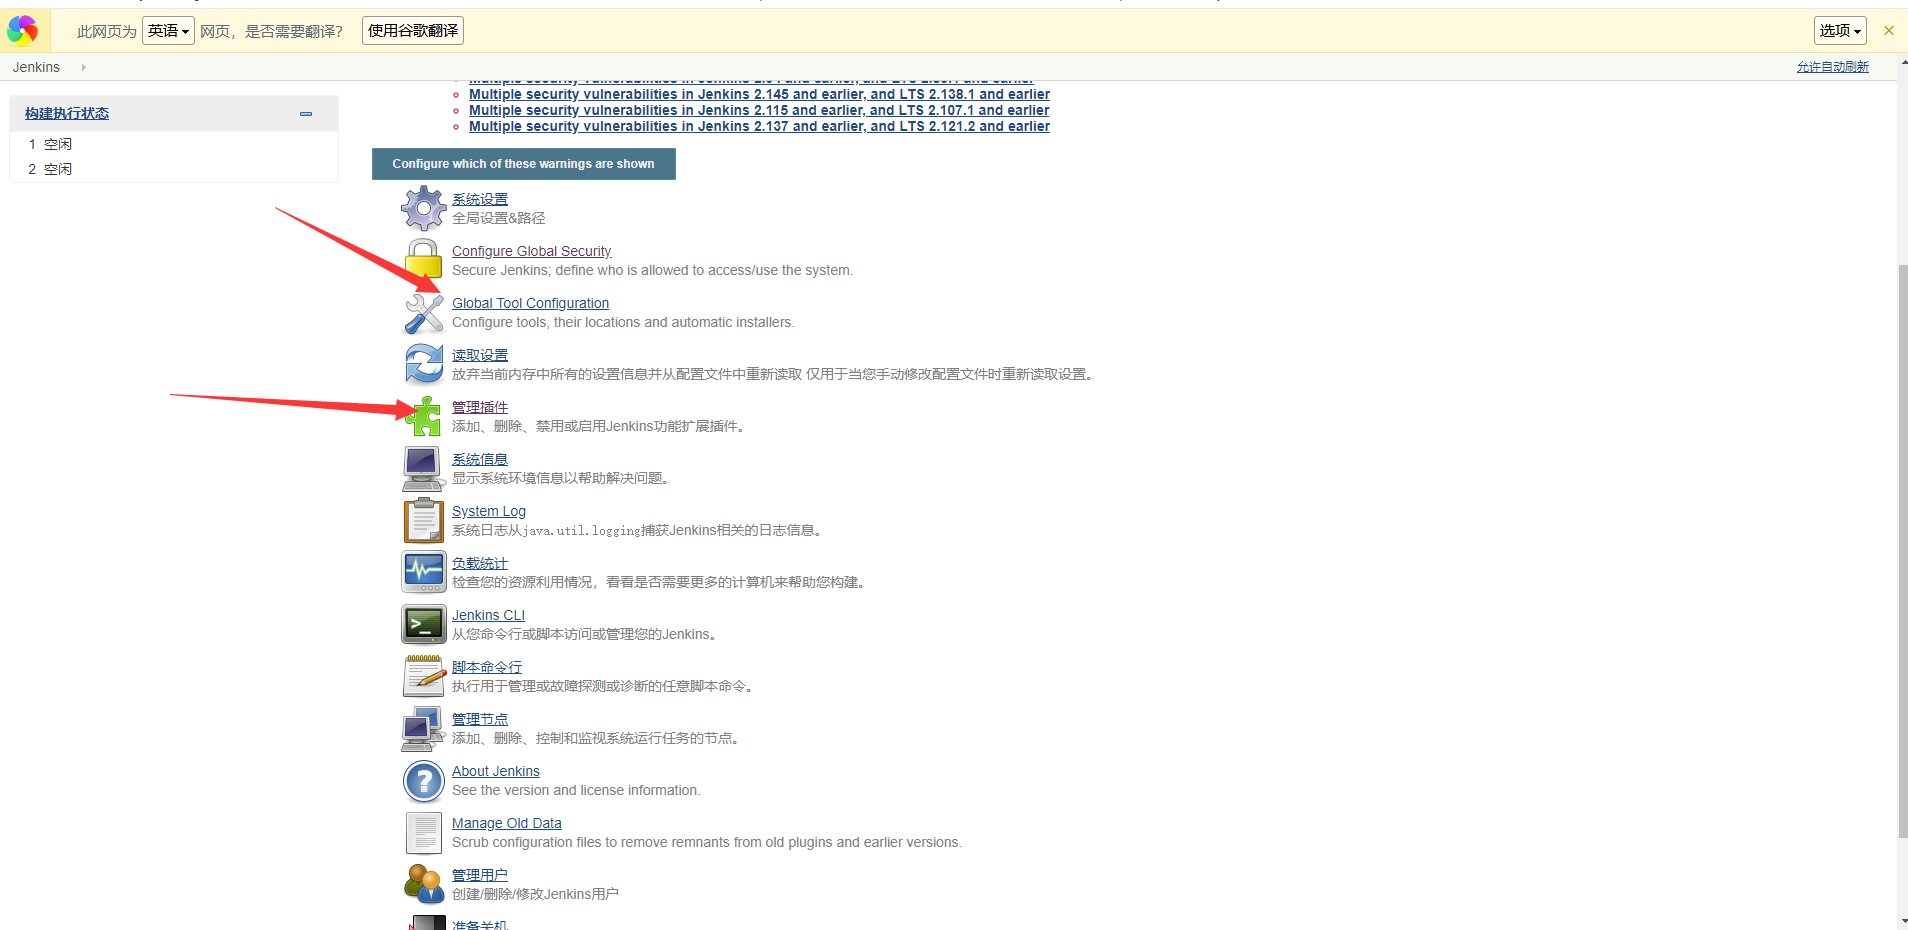 此网页为 英语 网页，是否需要翻译？ 使用谷歌翻译 选项
Jenkins 允许自动刷新
构建执行状态
1 空闲
2 空闲
Multiple security vulnerabilities in Jenkins 2.145 and earlier, and LTS 2.138.1 and earlier
Multiple security vulnerabilities in Jenkins 2.115 and earlier, and LTS 2.107.1 and earlier
Multiple security vulnerabilities in Jenkins 2.137 and earlier, and LTS 2.121.2 and earlier
Configure which of these warnings are shown
系统设置
全局设置&路径
Configure Global Security
Secure Jenkins; define who is allowed to access/use the system.
Global Tool Configuration
Configure tools, their locations and automatic installers.
读取设置
放弃当前内存中所有的设置信息并从配置文件中重新读取 仅用于当您手动修改配置文件时重新读取设置。
管理插件
添加、删除、禁用或启用Jenkins功能扩展插件。
系统信息
显示系统环境信息以帮助解决问题。
System Log
系统日志从java.util.logging捕获Jenkins相关的日志信息。
负载统计
检查您的资源利用情况，看看是否需要更多的计算机来帮助您构建。
Jenkins CLI
从您命令行或脚本访问或管理您的Jenkins。
脚本命令行
执行用于管理或故障探测或诊断的任意脚本命令。
管理节点
添加、删除、控制和监视系统运行任务的节点。
About Jenkins
See the version and license information.
Manage Old Data
Scrub configuration files to remove remnants from old plugins and earlier versions.
管理用户
创建/删除/修改Jenkins用户
准备关机